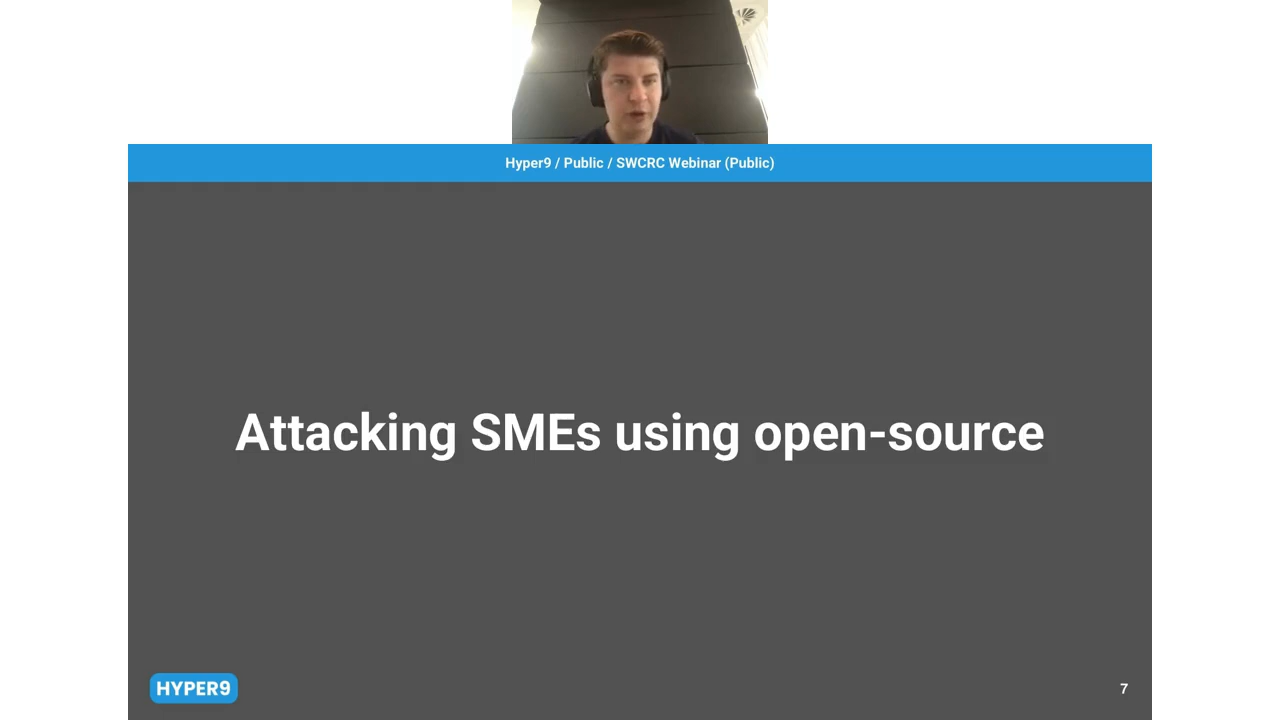 Hyper9 / Public / SWCRC Webinar (Public)
Attacking SMEs using open-source
HYPER9
7